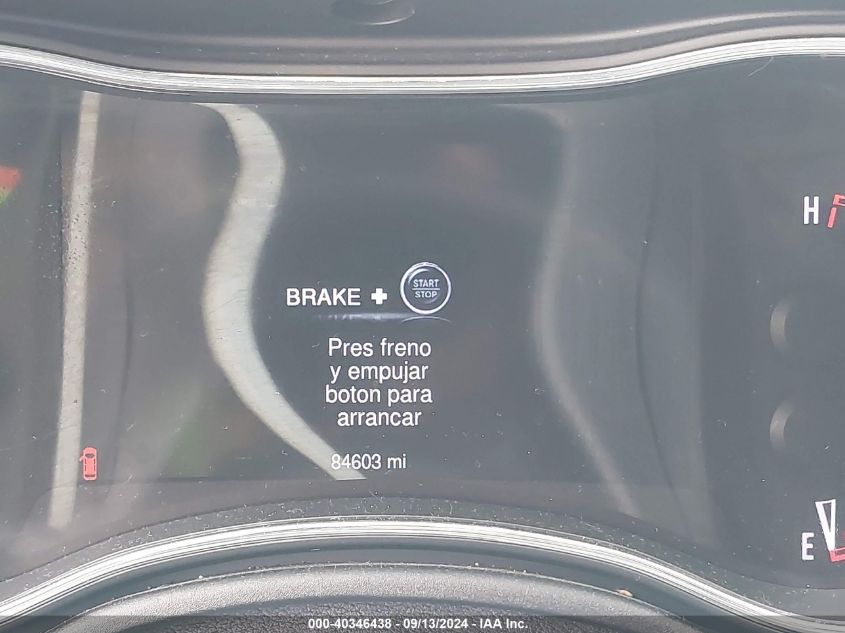 H
BRAKE + START
STOP
Pres freno
y empujar
boton para
arrancar
84603 mi
E
000-40346438 - 09/13/2024 - IAA Inc.